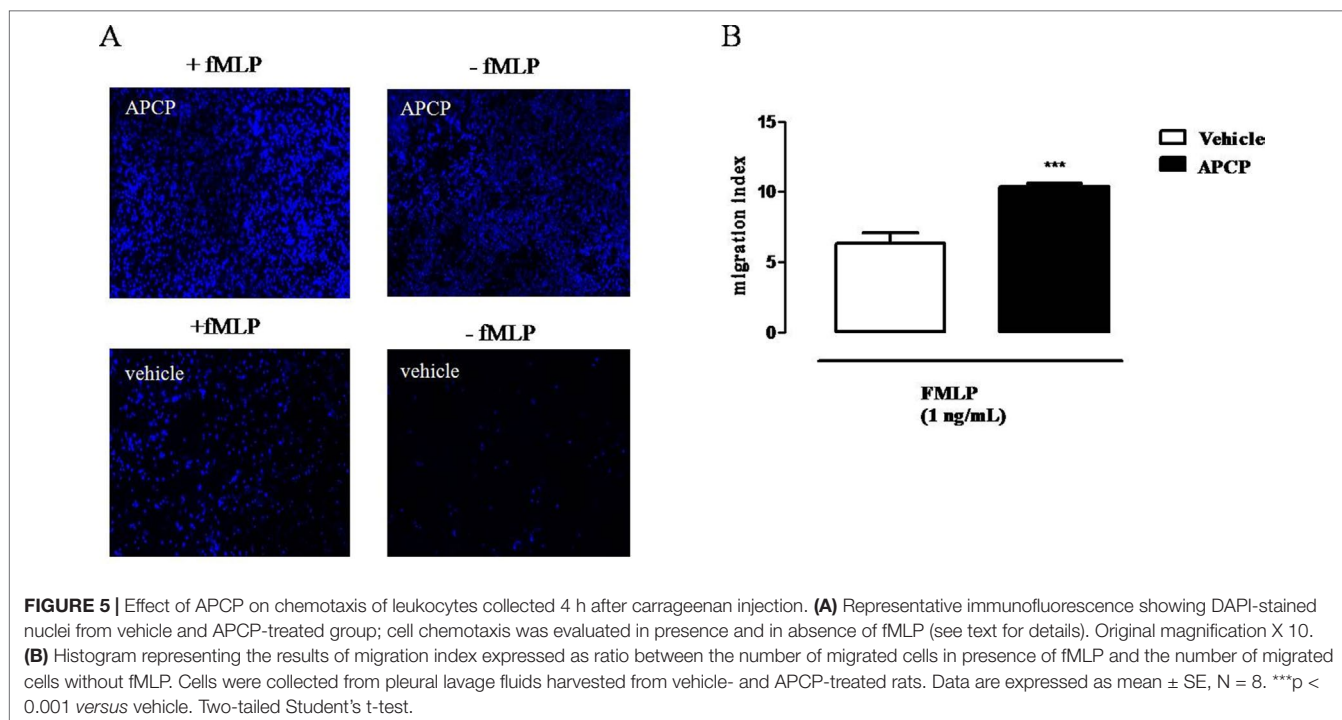 A
+ fMLP
- fMLP
APCP
APCP
+fMLP
- fMLP
vehicle
vehicle
B
15
10
5
0
migration index
***
Vehicle
APCP
FMLP
(1 ng/mL)
FIGURE 5 | Effect of APCP on chemotaxis of leukocytes collected 4 h after carrageenan injection. (A) Representative immunofluorescence showing DAPI-stained
nuclei from vehicle and APCP-treated group; cell chemotaxis was evaluated in presence and in absence of fMLP (see text for details). Original magnification X 10.
(B) Histogram representing the results of migration index expressed as ratio between the number of migrated cells in presence of fMLP and the number of migrated
cells without fMLP. Cells were collected from pleural lavage fluids harvested from vehicle- and APCP-treated rats. Data are expressed as mean ± SE, N = 8. ***p <
0.001 versus vehicle. Two-tailed Student’s t-test.